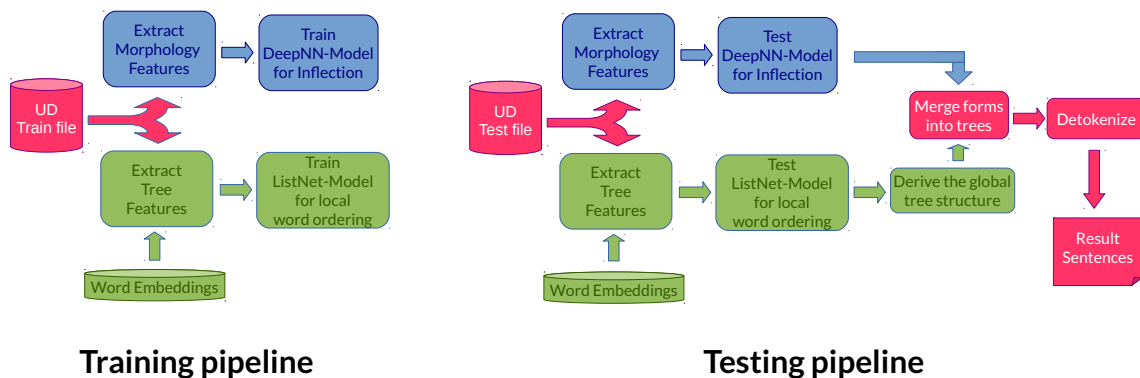 Extract
Morphology
Features
Train
DeepNN-Model
for Inflection
UD
Train file
Extract
Tree
Features
Train
ListNet-Model
for local
word ordering
Word Embeddings
Training pipeline
Extract
Morphology
Features
Test
DeepNN-Model
for Inflection
UD
Test file
Merge forms
into trees
Detokenize
Extract
Tree
Features
Test
ListNet-Model
for local
word ordering
Derive the global
tree structure
Result
Sentences
Word Embeddings
Testing pipeline